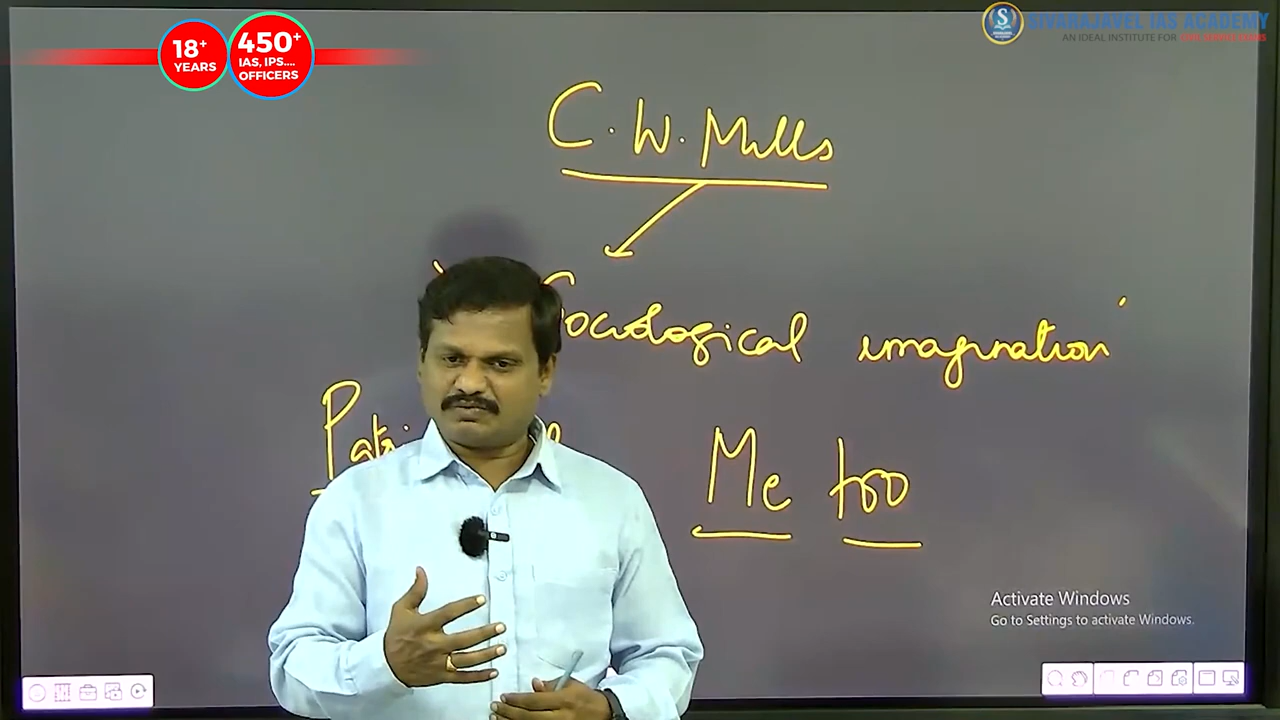 18+ YEARS
450+ IAS, IPS.... OFFICERS
SIVARAJAVEL IAS ACADEMY
AN IDEAL INSTITUTE FOR
C. W. Mills
Sociological imagination'
Me too
Activate Windows
Go to Settings to activate Windows.